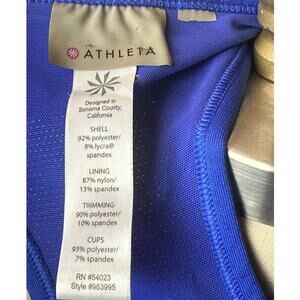 ATHLETA
Designed in
Sonoma County,
California
SHELL
92% polyester/
8% lycra®
spandex
LINING
87% nylon/
13% spandex
TRIMMING
90% polyester/
10% spandex
CUPS
93% polyester/
7% spandex
RN #54023
Style #963995